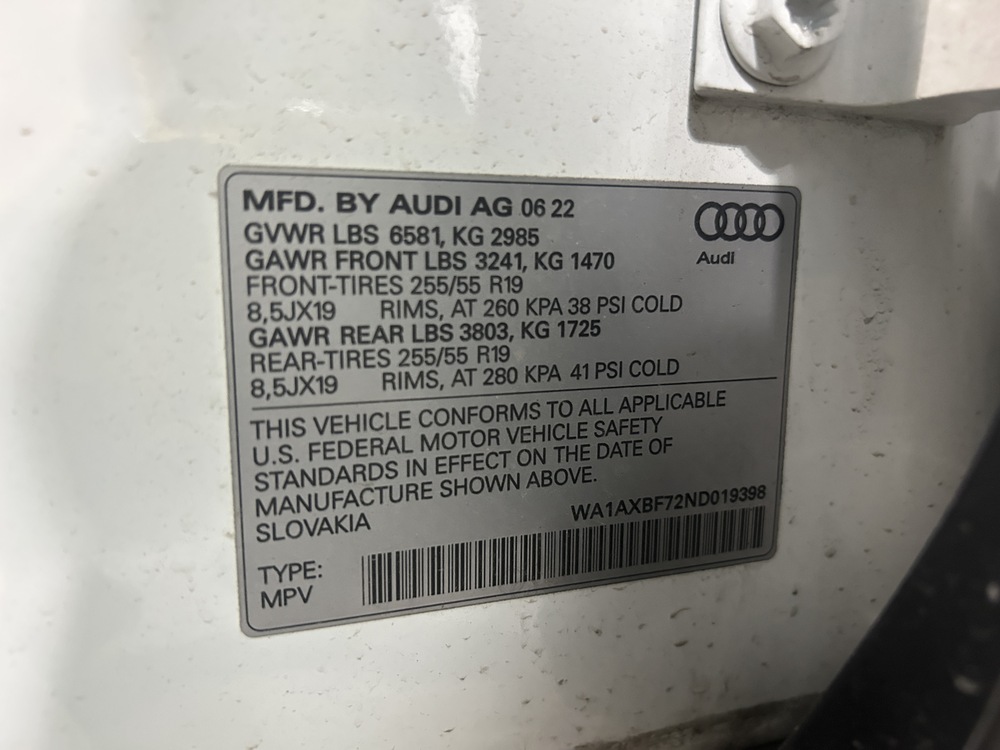 MFD. BY AUDI AG 06 22
GVWR LBS 6581, KG 2985
GAWR FRONT LBS 3241, KG 1470
FRONT-TIRES 255/55 R19
8,5JX19 RIMS, AT 260 KPA 38 PSI COLD
GAWR REAR LBS 3803, KG 1725
REAR-TIRES 255/55 R19
8,5JX19 RIMS, AT 280 KPA 41 PSI COLD
Audi
THIS VEHICLE CONFORMS TO ALL APPLICABLE
U.S. FEDERAL MOTOR VEHICLE SAFETY
STANDARDS IN EFFECT ON THE DATE OF
MANUFACTURE SHOWN ABOVE.
SLOVAKIA
WA1AXBF72ND019398
TYPE:
MPV